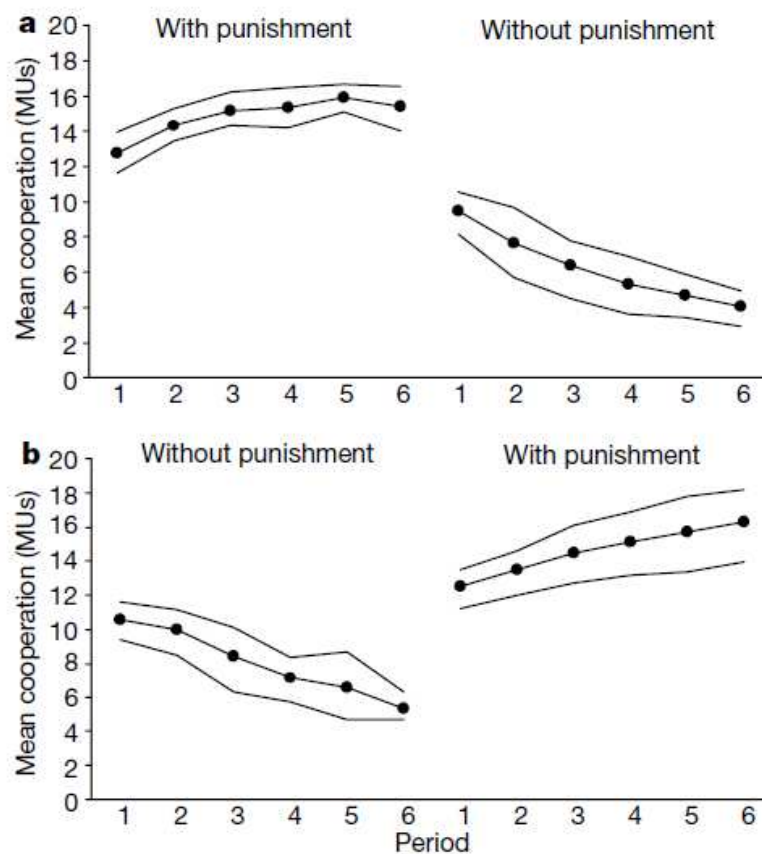 a
With punishment Without punishment
Mean cooperation (MUs)
20
18
16
14
12
10
8
6
4
2
0
1 2 3 4 5 6 1 2 3 4 5 6
b
Without punishment With punishment
Mean cooperation (MUs)
20
18
16
14
12
10
8
6
4
2
0
1 2 3 4 5 6 1 2 3 4 5 6
Period